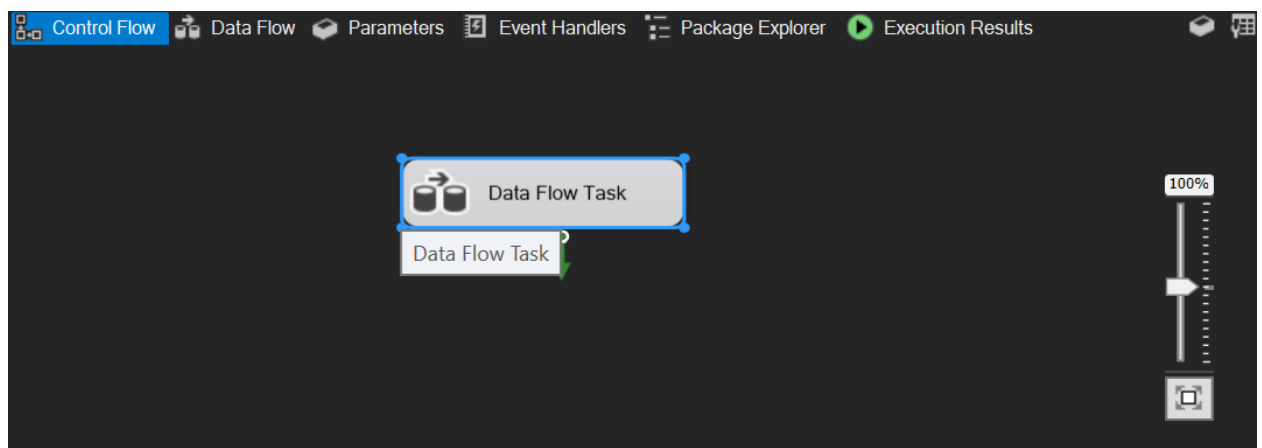 Control Flow Data Flow Parameters Event Handlers Package Explorer Execution Results
100%
Data Flow Task
Data Flow Task